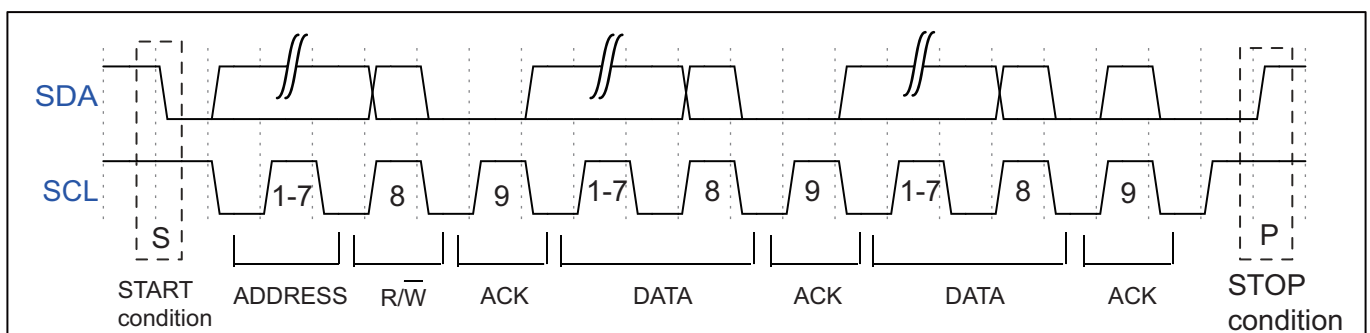 SDA
SCL
1-7
8
9
1-7
8
9
1-7
8
9
S
P
START
condition
ADDRESS
R/W̅
ACK
DATA
ACK
DATA
ACK
STOP
condition